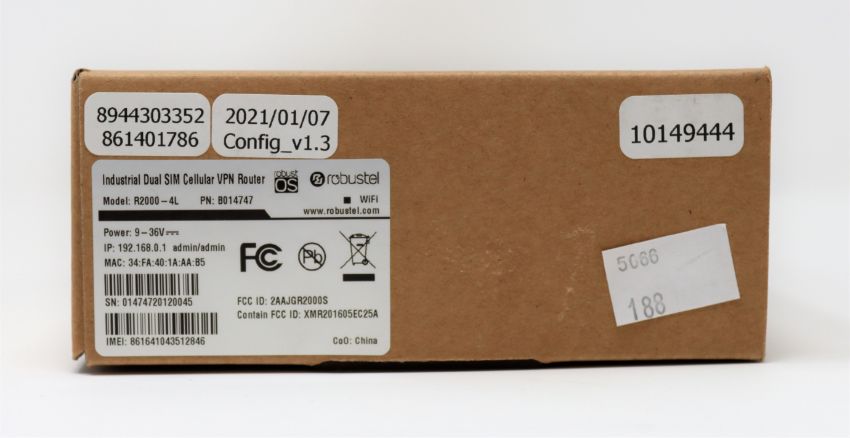 8944303352
861401786
2021/01/07
Config_v1.3
10149444
Industrial Dual SIM Cellular VPN Router
robust
OS
robustel
Model: R2000-4L PN: B014747
WiFi
www.robustel.com
Power: 9-36V
IP: 192.168.0.1 admin/admin
MAC: 34:FA:40:1A:AA:B5
FC
Pb
SN: 01474720120045
FCC ID: 2AAJGR2000S
Contain FCC ID: XMR201605EC25A
IMEI: 861641043512846
CoO: China
5066
188